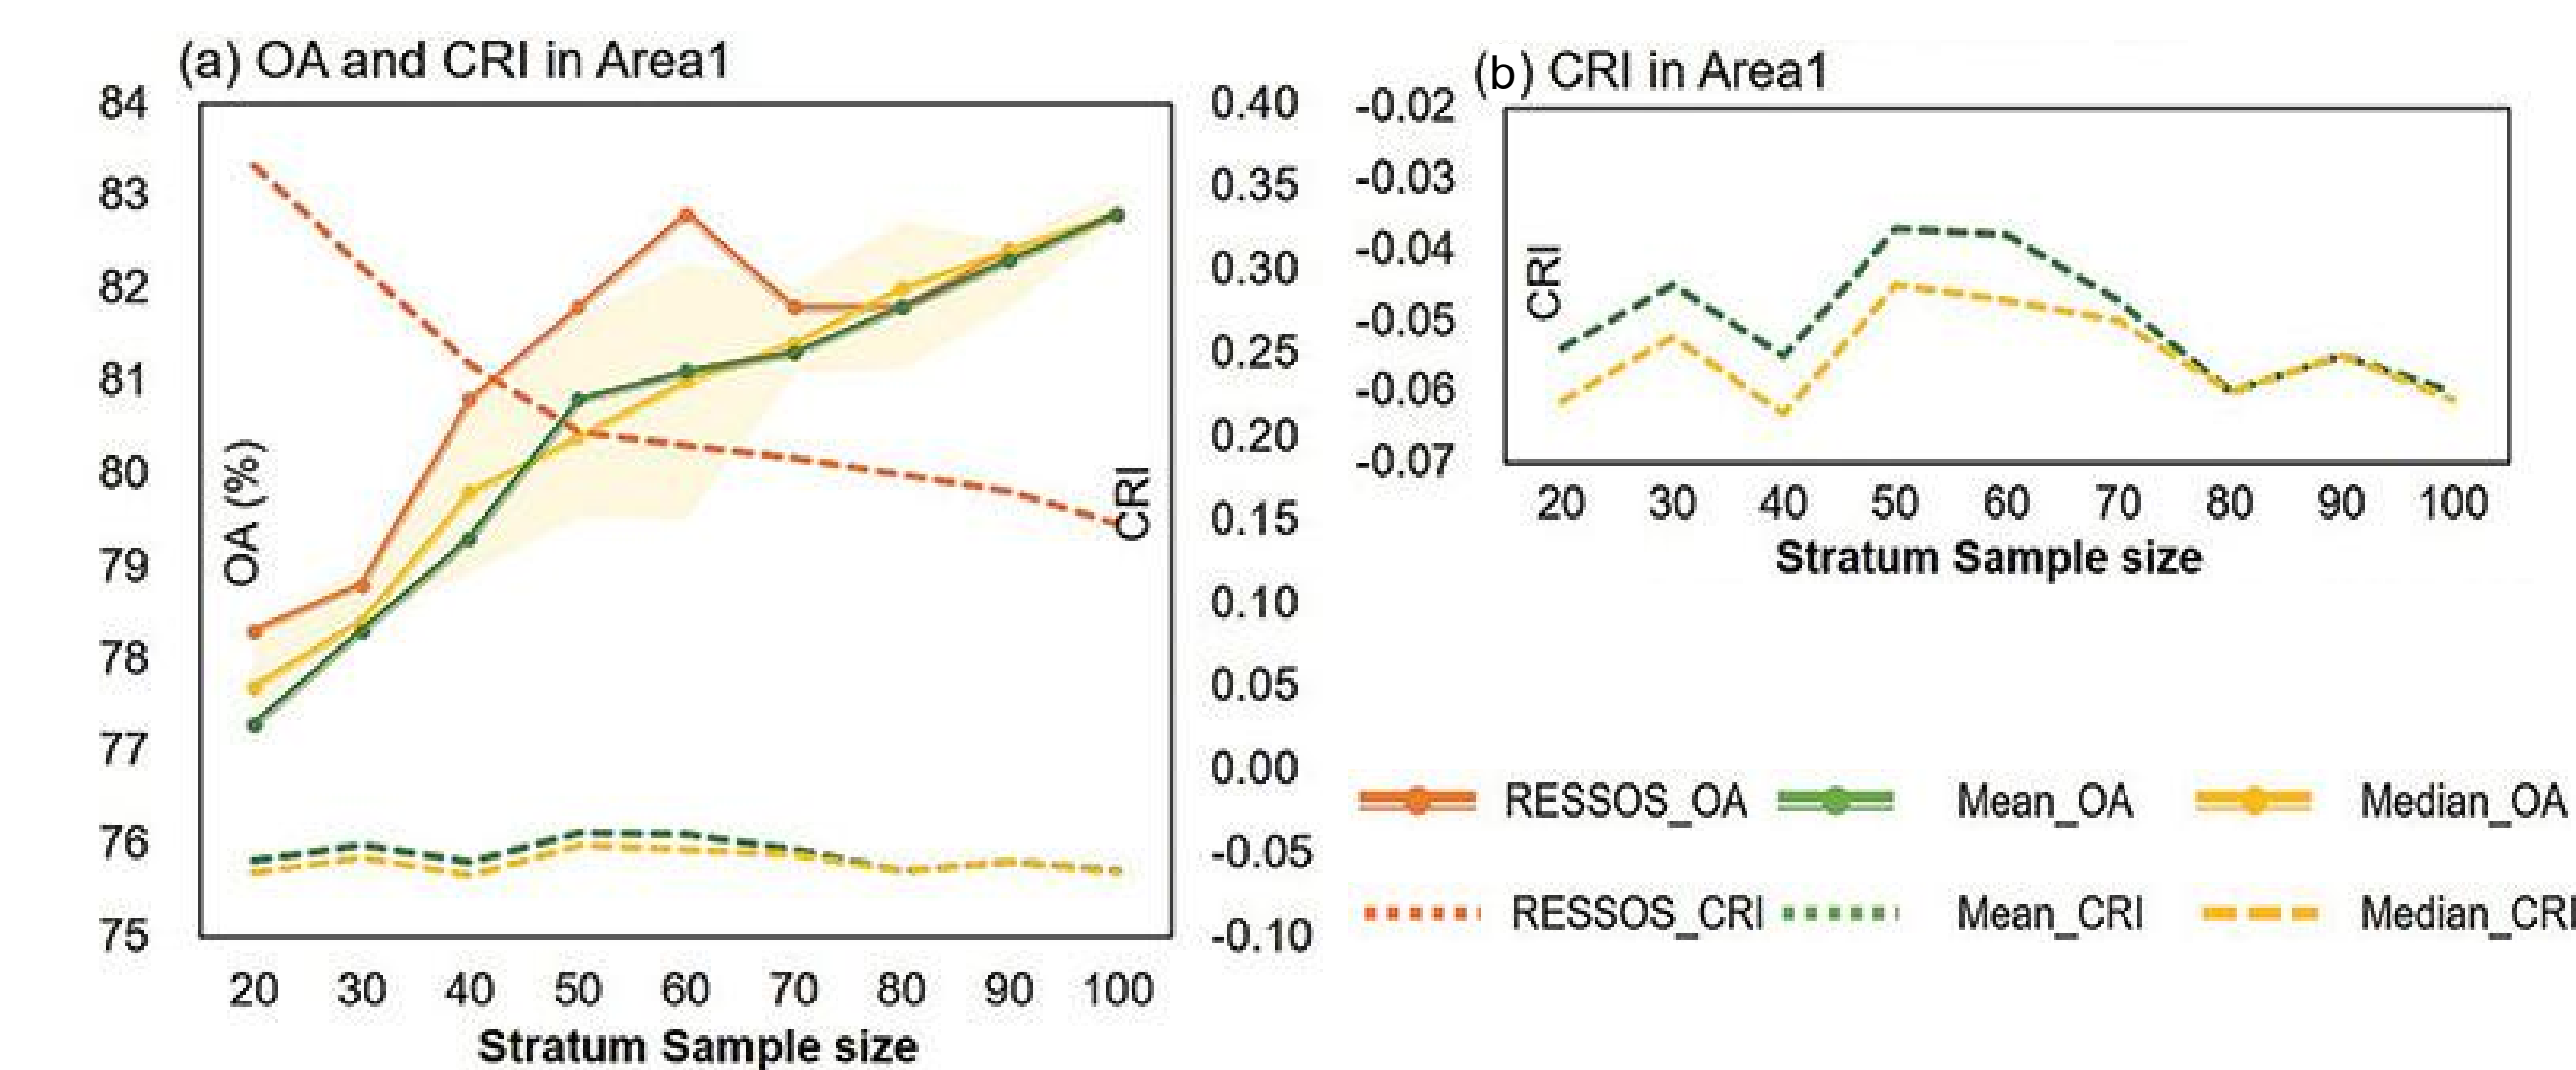 (a) OA and CRI in Area1
84
83
82
81
80
79
78
77
76
75
OA (%)
0.40
0.35
0.30
0.25
0.20
0.15
0.10
0.05
0.00
-0.05
-0.10
CRI
20 30 40 50 60 70 80 90 100
Stratum Sample size
(b) CRI in Area1
-0.02
-0.03
-0.04
-0.05
-0.06
-0.07
CRI
20 30 40 50 60 70 80 90 100
Stratum Sample size
RESSOS_OA Mean_OA Median_OA
RESSOS_CRI Mean_CRI Median_CRI